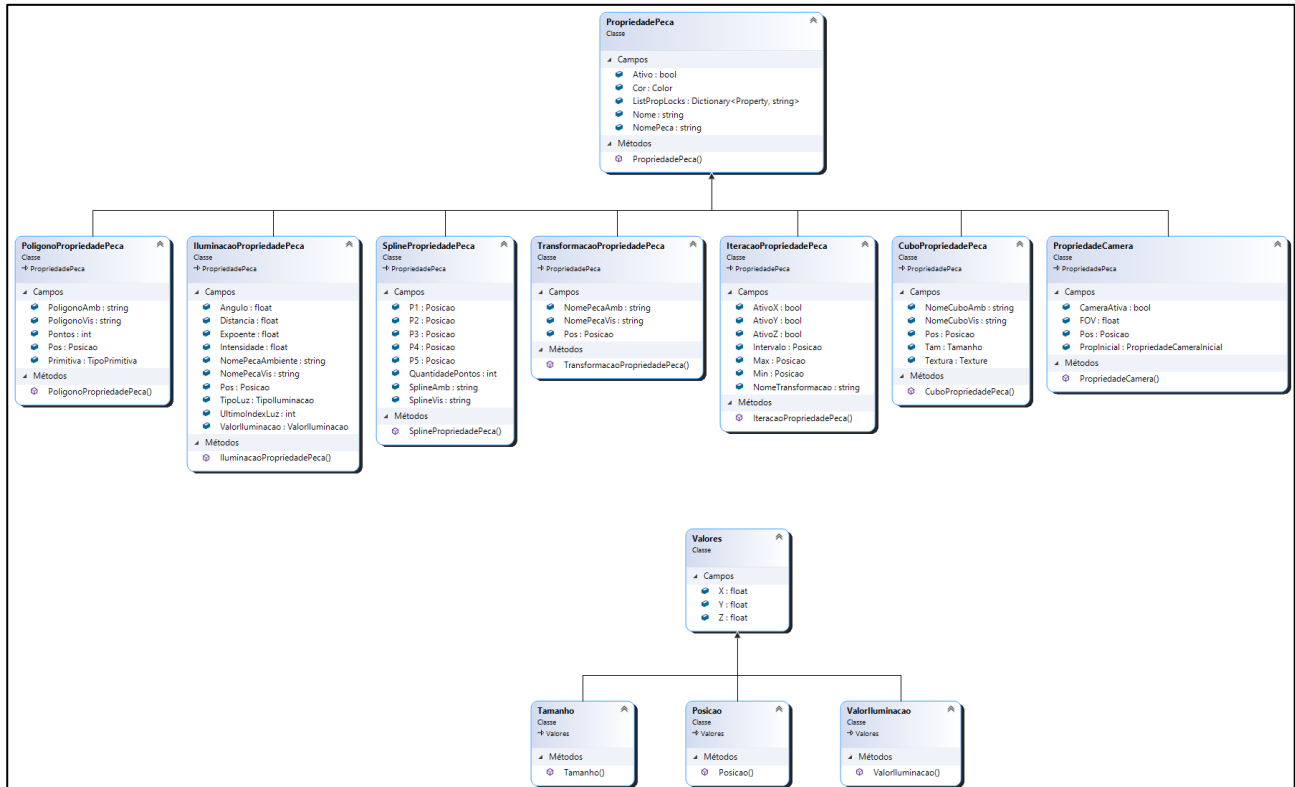 PropriedadePeca
Classe
Campos
Ativo : bool
Cor : Color
ListPropLocks : Dictionary<Property, string>
Nome : string
NomePeca : string
Métodos
PropriedadePeca()
PoligonoPropriedadePeca
Classe
PropriedadePeca
Campos
PoligonoAmb : string
PoligonoVis : string
Pontos : int
Pos : Posicao
Primitiva : TipoPrimitiva
Métodos
PoligonoPropriedadePeca()
IluminacaoPropriedadePeca
Classe
PropriedadePeca
Campos
Angulo : float
Distancia : float
Expoente : float
Intensidade : float
NomePecaAmbiente : string
NomePecaVis : string
Pos : Posicao
TipoLuz : TipoIluminacao
UltimoIndexLuz : int
ValorIluminacao : ValorIluminacao
Métodos
IluminacaoPropriedadePeca()
SplinePropriedadePeca
Classe
PropriedadePeca
Campos
P1 : Posicao
P2 : Posicao
P3 : Posicao
P4 : Posicao
P5 : Posicao
QuantidadePontos : int
SplineAmb : string
SplineVis : string
Métodos
SplinePropriedadePeca()
TransformacaoPropriedadePeca
Classe
PropriedadePeca
Campos
NomePecaAmb : string
NomePecaVis : string
Pos : Posicao
Métodos
TransformacaoPropriedadePeca()
IteracaoPropriedadePeca
Classe
PropriedadePeca
Campos
AtivoX : bool
AtivoY : bool
AtivoZ : bool
Intervalo : Posicao
Max : Posicao
Min : Posicao
NomeTransformacao : string
Métodos
IteracaoPropriedadePeca()
CuboPropriedadePeca
Classe
PropriedadePeca
Campos
NomeCuboAmb : string
NomeCuboVis : string
Pos : Posicao
Tam : Tamanho
Textura : Texture
Métodos
CuboPropriedadePeca()
PropriedadeCamera
Classe
PropriedadePeca
Campos
CameraAtiva : bool
FOV : float
Pos : Posicao
PropInicial : PropriedadeCameraInicial
Métodos
PropriedadeCamera()
Valores
Classe
Campos
X : float
Y : float
Z : float
Tamanho
Classe
Valores
Métodos
Tamanho()
Posicao
Classe
Valores
Métodos
Posicao()
ValorIluminacao
Classe
Valores
Métodos
ValorIluminacao()